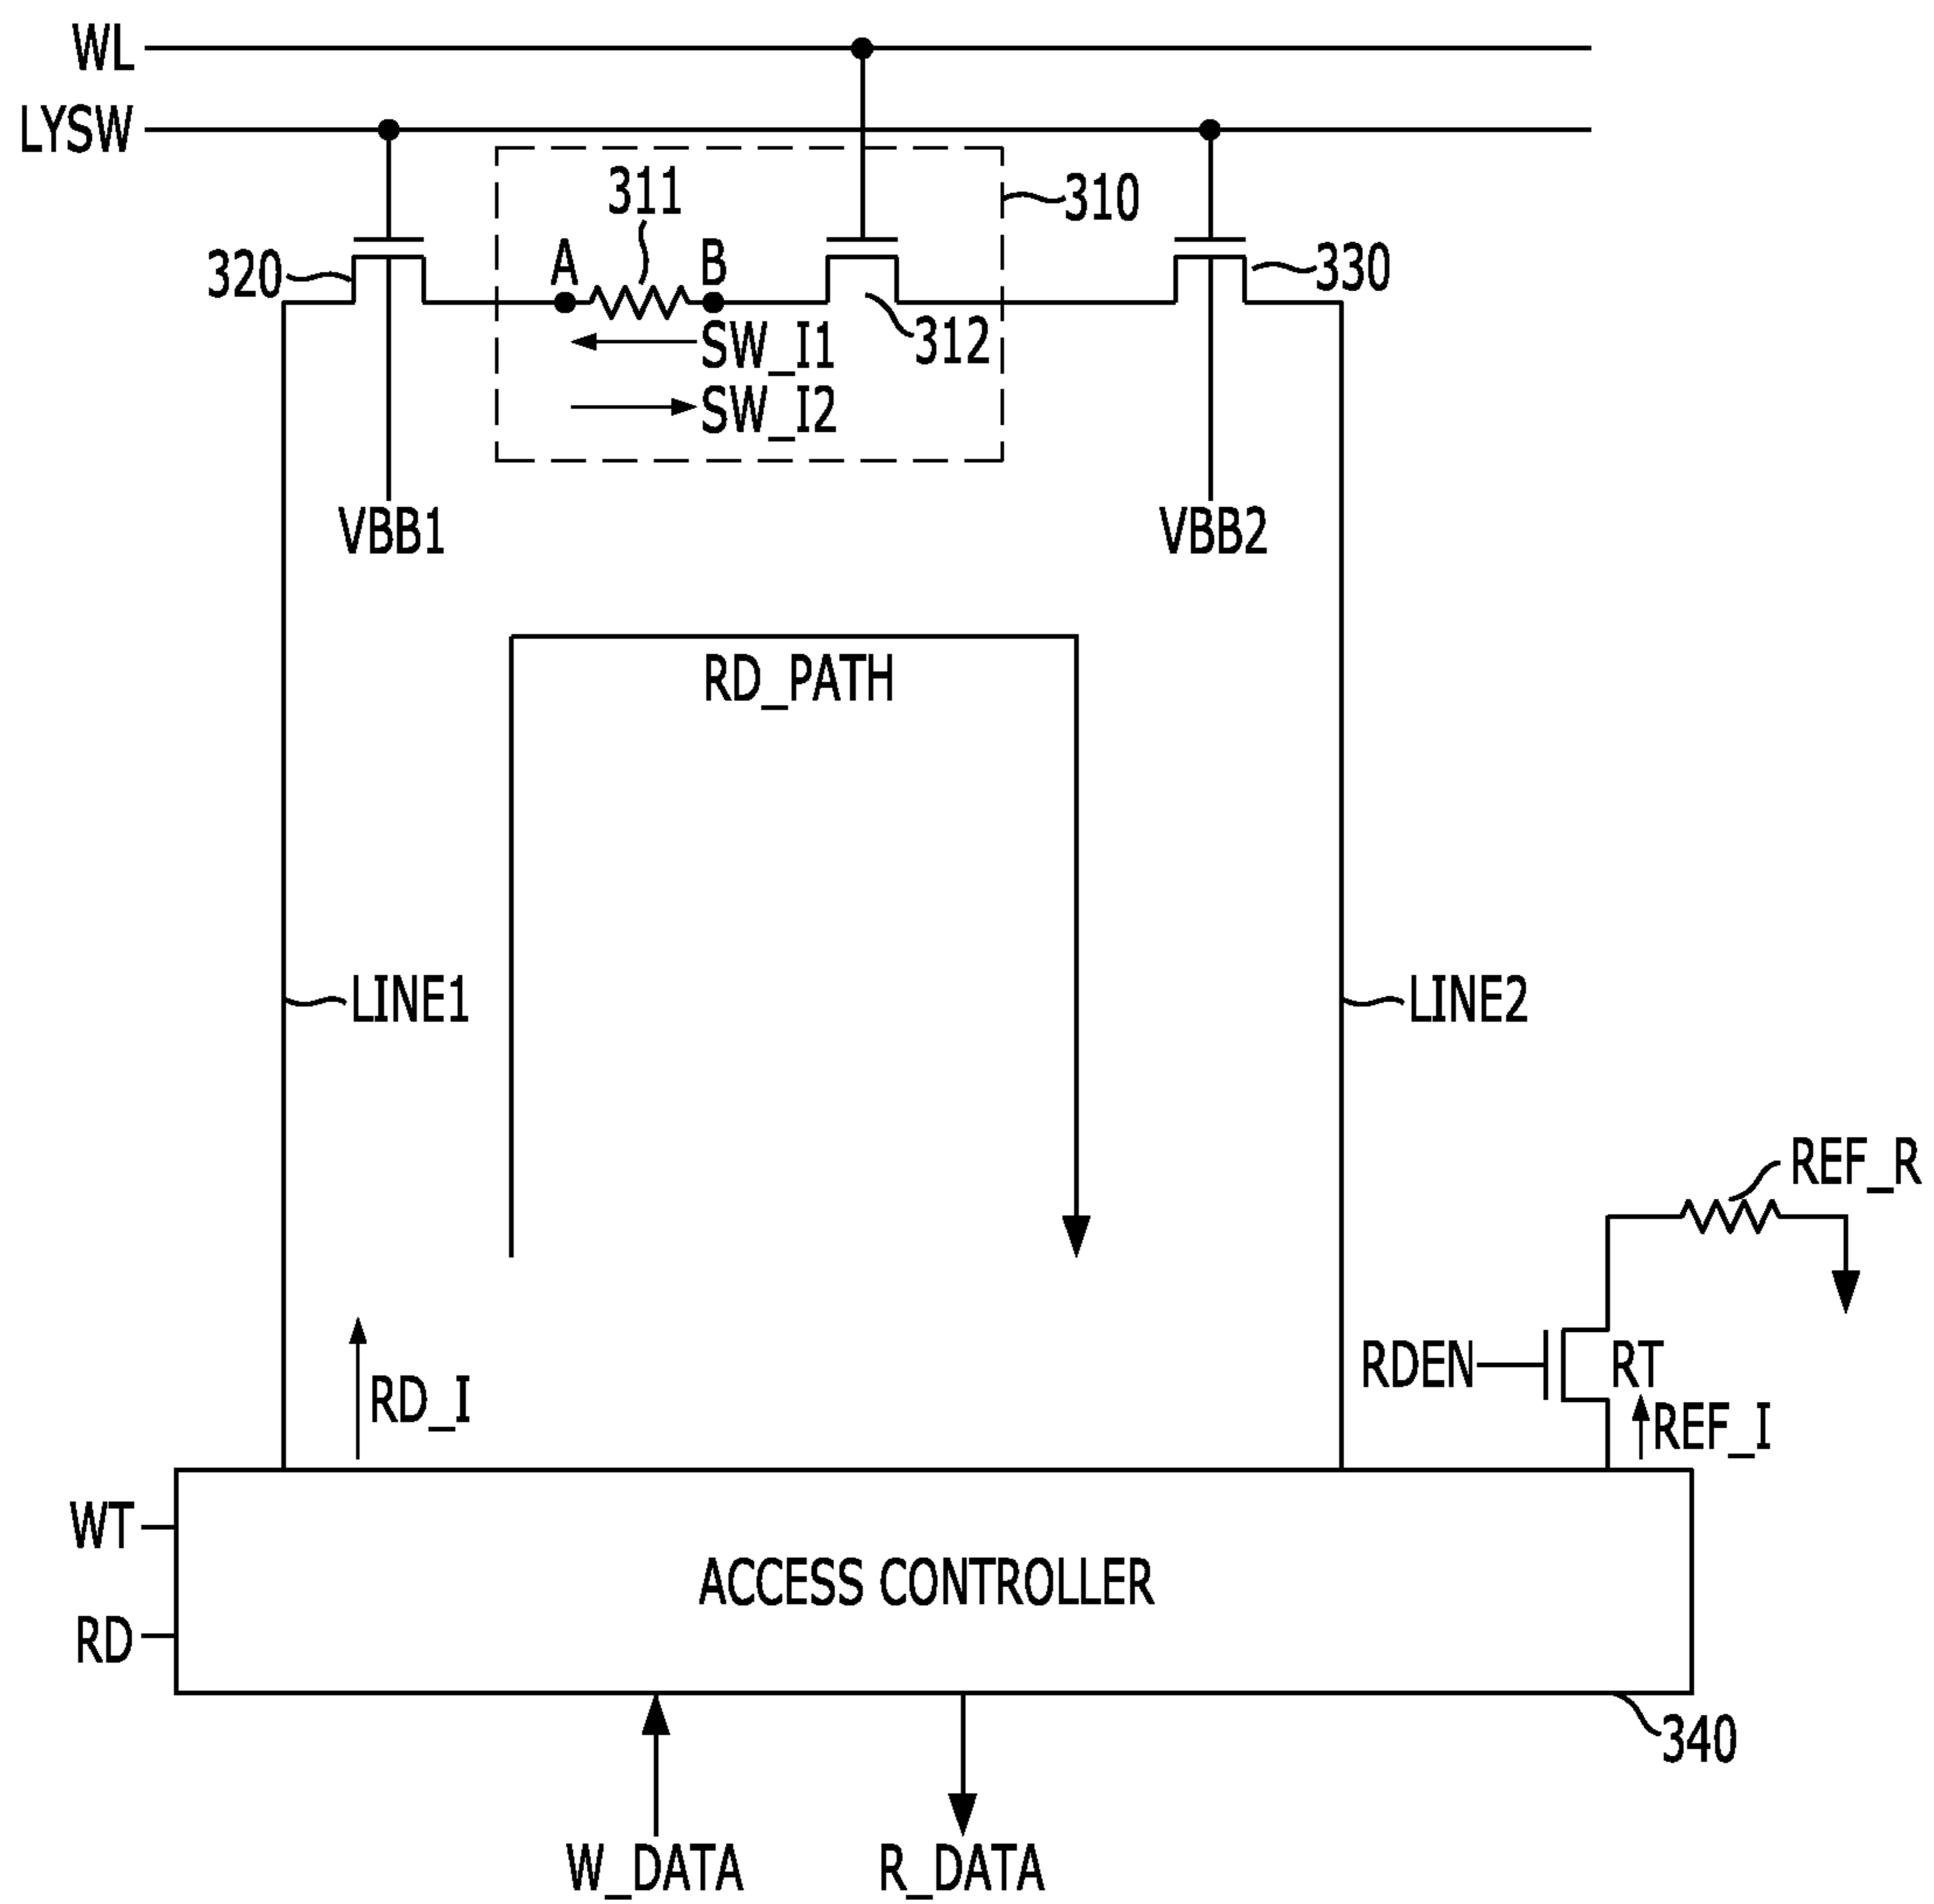 WL
LYSW
311
310
320
A
B
330
SW_I1
312
SW_I2
VBB1
VBB2
RD_PATH
LINE1
LINE2
REF_R
RDEN
RT
RD_I
REF_I
WT
ACCESS CONTROLLER
RD
340
W_DATA
R_DATA